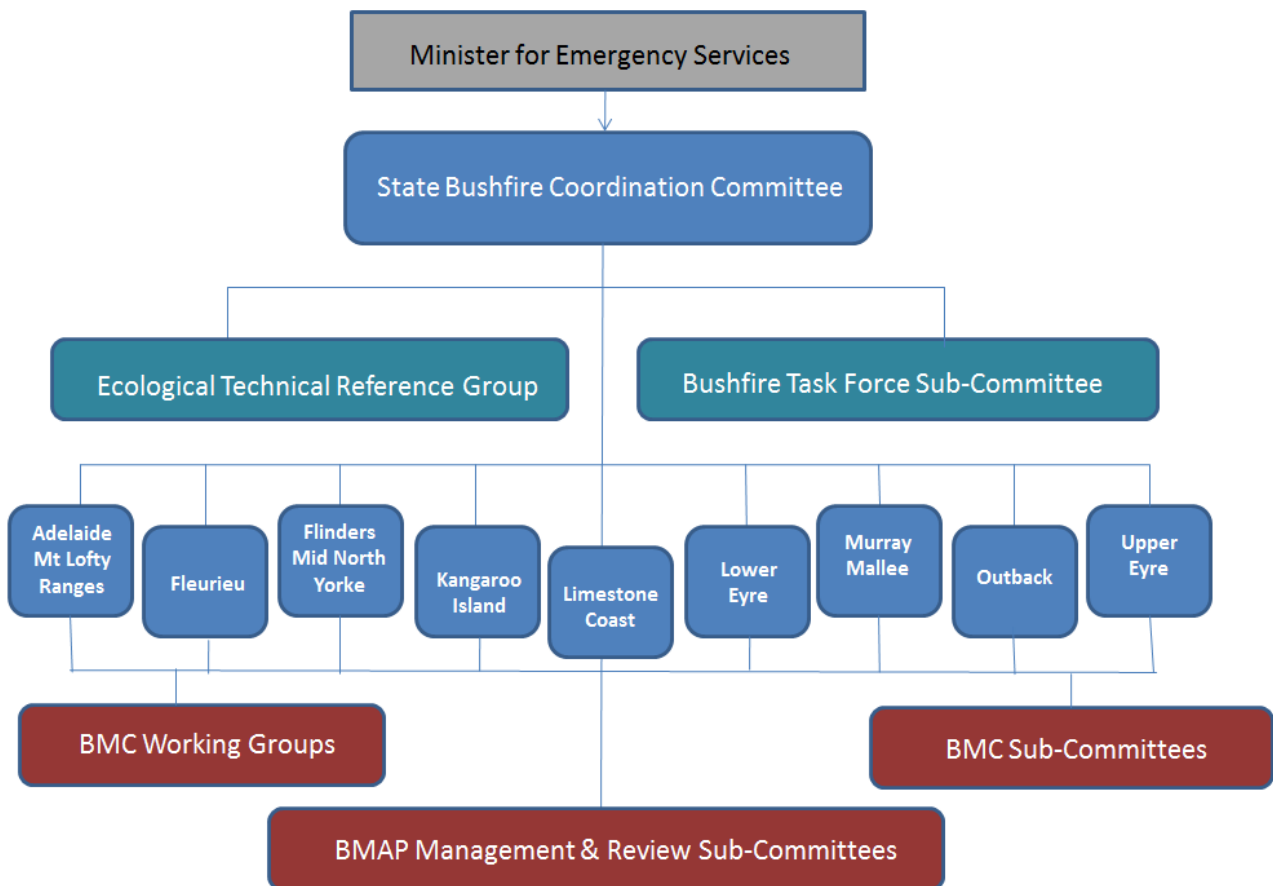 Minister for Emergency Services
State Bushfire Coordination Committee
Ecological Technical Reference Group
Bushfire Task Force Sub-Committee
Adelaide
Mt Lofty
Ranges
Fleurieu
Flinders
Mid North
Yorke
Kangaroo
Island
Limestone
Coast
Lower
Eyre
Murray
Mallee
Outback
Upper
Eyre
BMC Working Groups
BMC Sub-Committees
BMAP Management & Review Sub-Committees